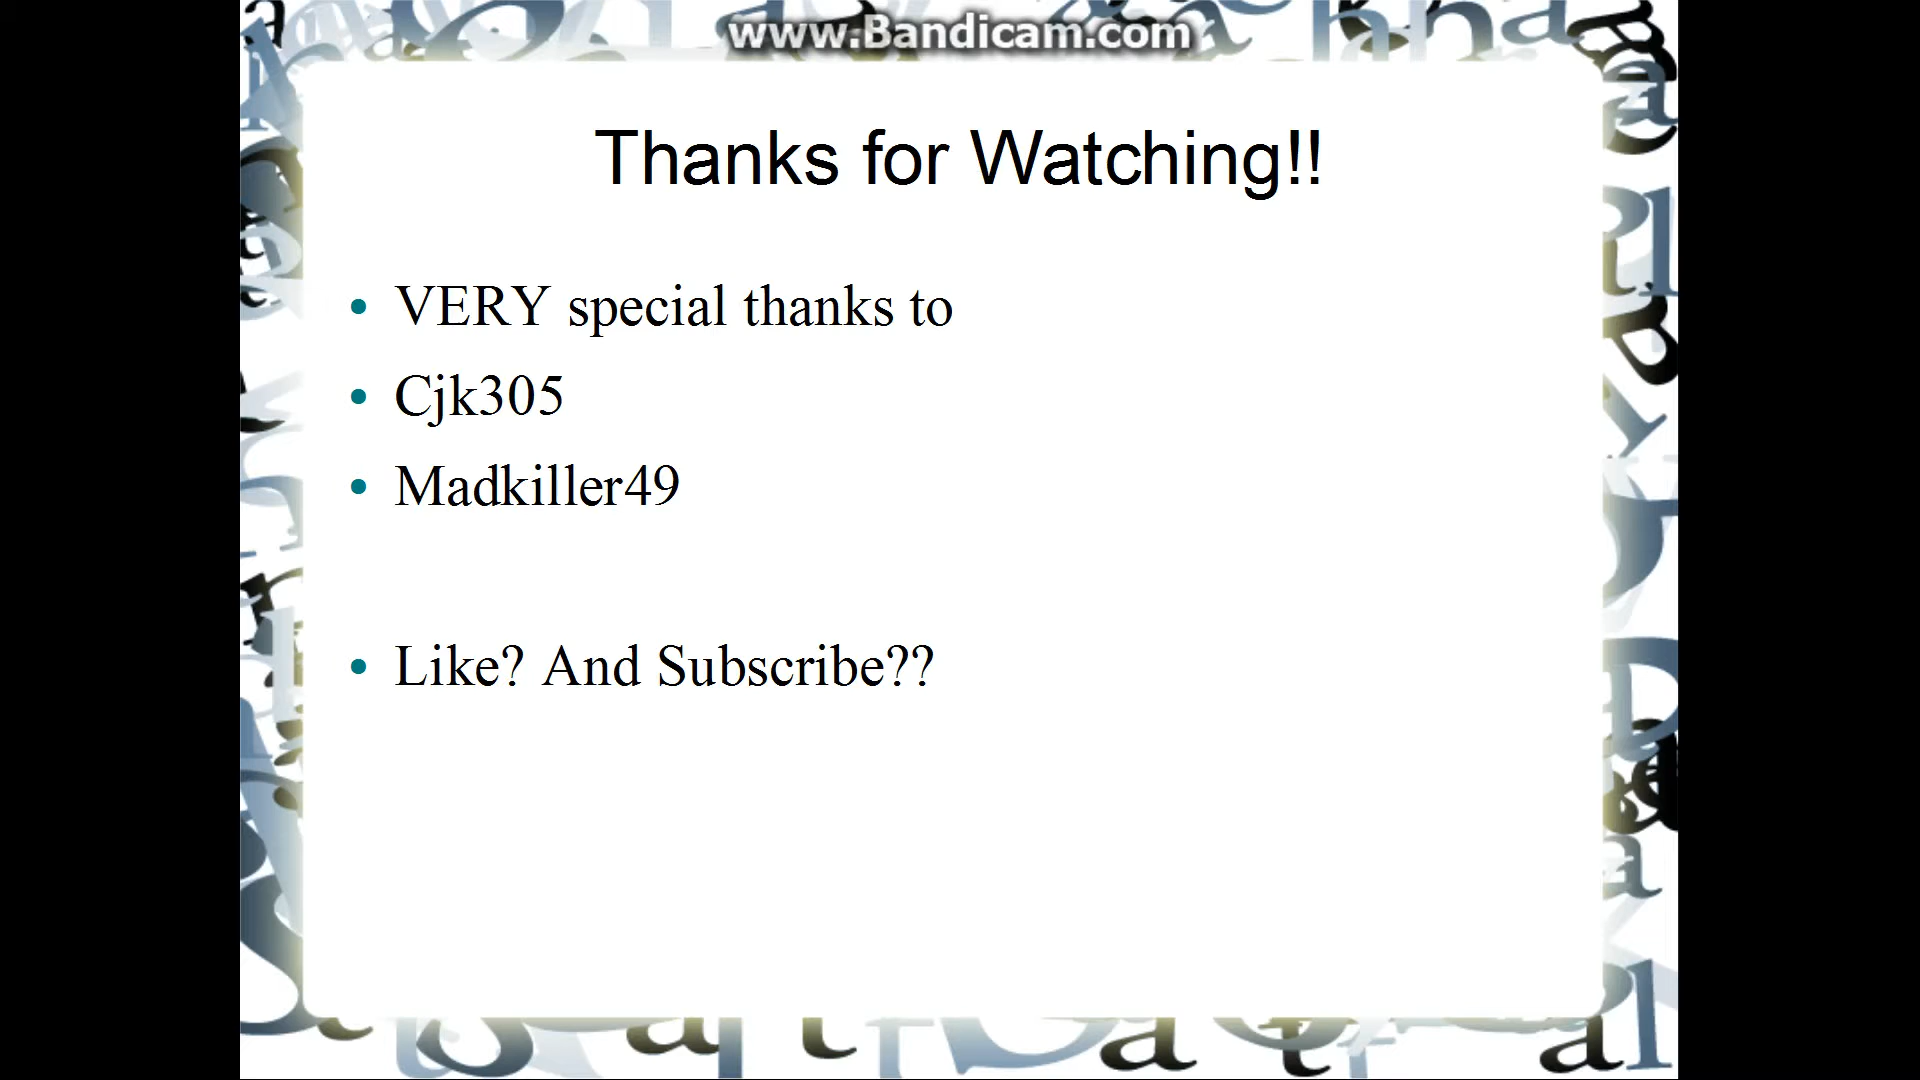 www.Bandicam.com
Thanks for Watching!!
• VERY special thanks to
• Cjk305
• Madkiller49
• Like? And Subscribe??